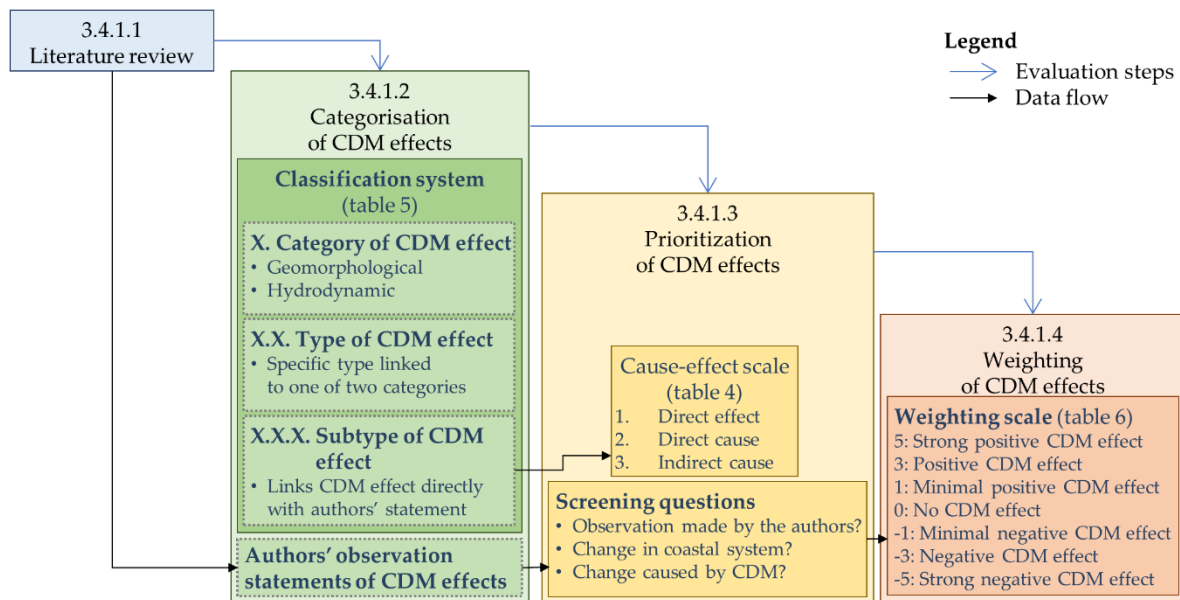 3.4.1.1
Literature review
Legend
Evaluation steps
Data flow
3.4.1.2
Categorisation
of CDM effects
Classification system
(table 5)
X. Category of CDM effect
• Geomorphological
• Hydrodynamic
X.X. Type of CDM effect
• Specific type linked
to one of two categories
X.X.X. Subtype of CDM
effect
• Links CDM effect directly
with authors’ statement
Authors’ observation
statements of CDM effects
3.4.1.3
Prioritization
of CDM effects
Cause-effect scale
(table 4)
1. Direct effect
2. Direct cause
3. Indirect cause
Screening questions
• Observation made by the authors?
• Change in coastal system?
• Change caused by CDM?
3.4.1.4
Weighting
of CDM effects
Weighting scale (table 6)
5: Strong positive CDM effect
3: Positive CDM effect
1: Minimal positive CDM effect
0: No CDM effect
-1: Minimal negative CDM effect
-3: Negative CDM effect
-5: Strong negative CDM effect